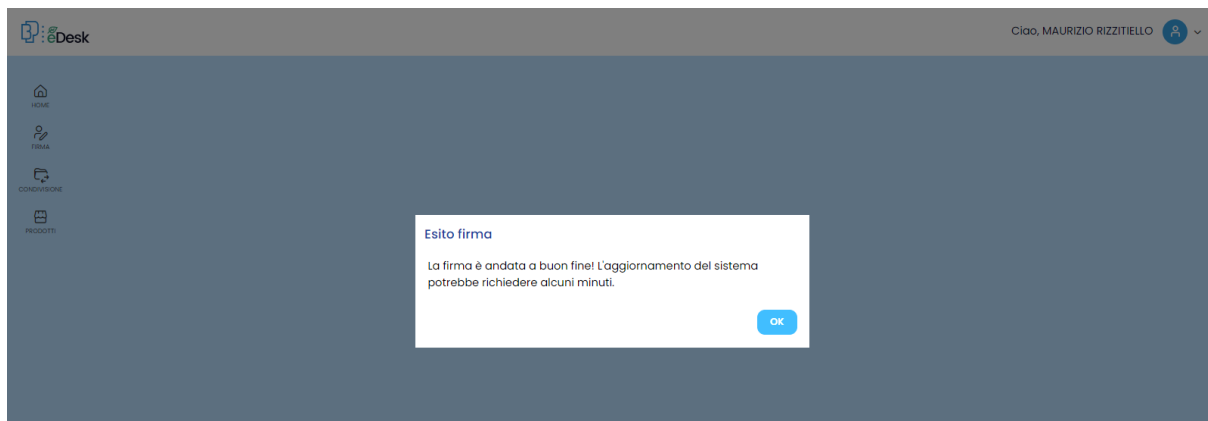 eDesk
Ciao, MAURIZIO RIZZITIELLO
HOME
FIRMA
CONDIVISIONE
PRODOTTI
Esito firma
La firma è andata a buon fine! L'aggiornamento del sistema
potrebbe richiedere alcuni minuti.
OK